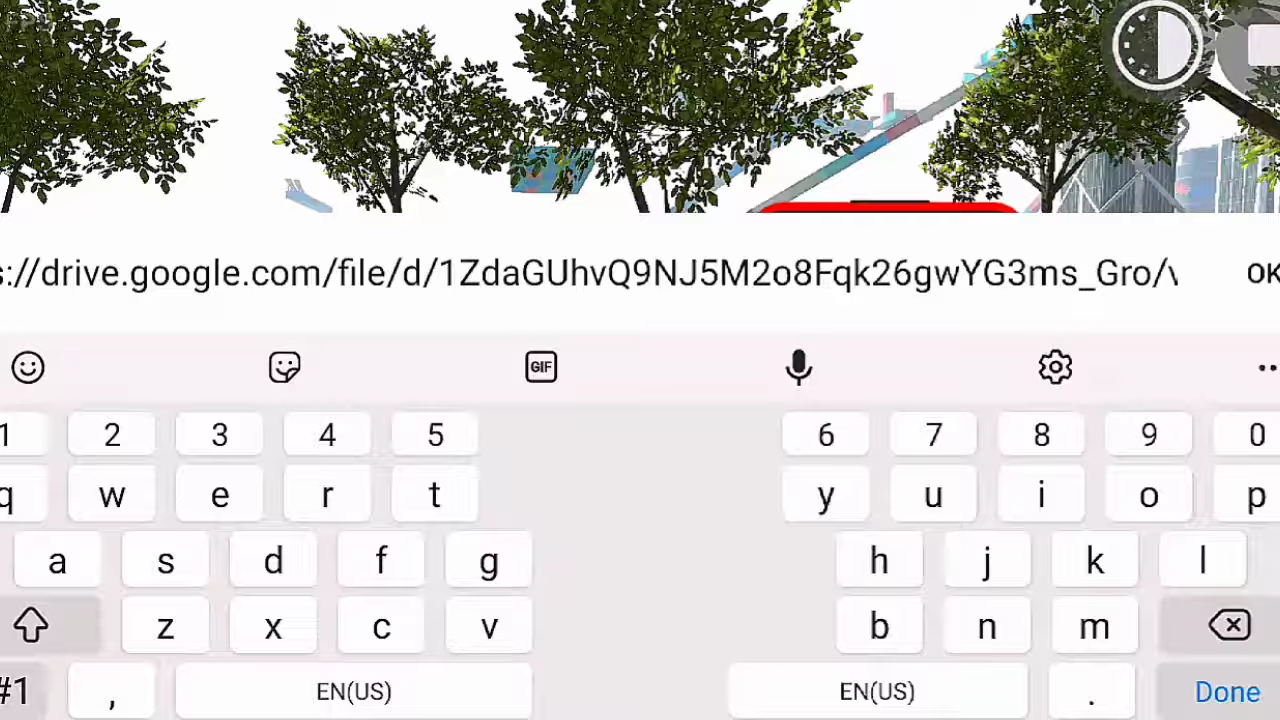 s://drive.google.com/file/d/1ZdaGUhvQ9NJ5M2o8Fqk26gwYG3ms_Gro/v
OK
GIF
1 2 3 4 5 6 7 8 9 0
q w e r t y u i o p
a s d f g h j k l
z x c v b n m
#1 , EN(US) EN(US) . Done